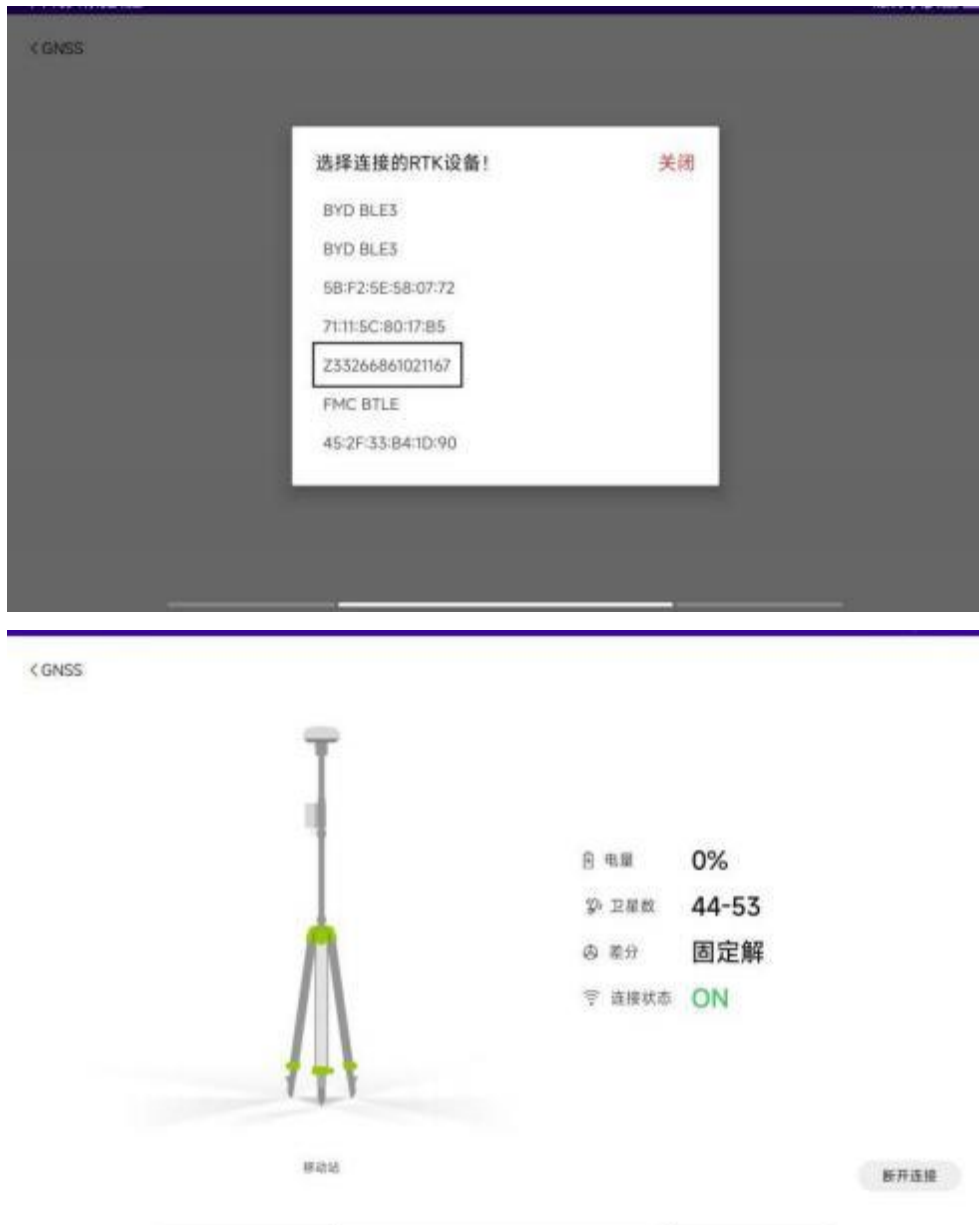 < GNSS
选择连接的RTK设备!
关闭
BYD BLE3
BYD BLE3
5B:F2:5E:58:07:72
71:11:5C:80:17:B5
Z33266861021167
FMC BTLE
45:2F:33:B4:1D:90
< GNSS
电量 0%
卫星数 44-53
差分 固定解
连接状态 ON
移动站
断开连接